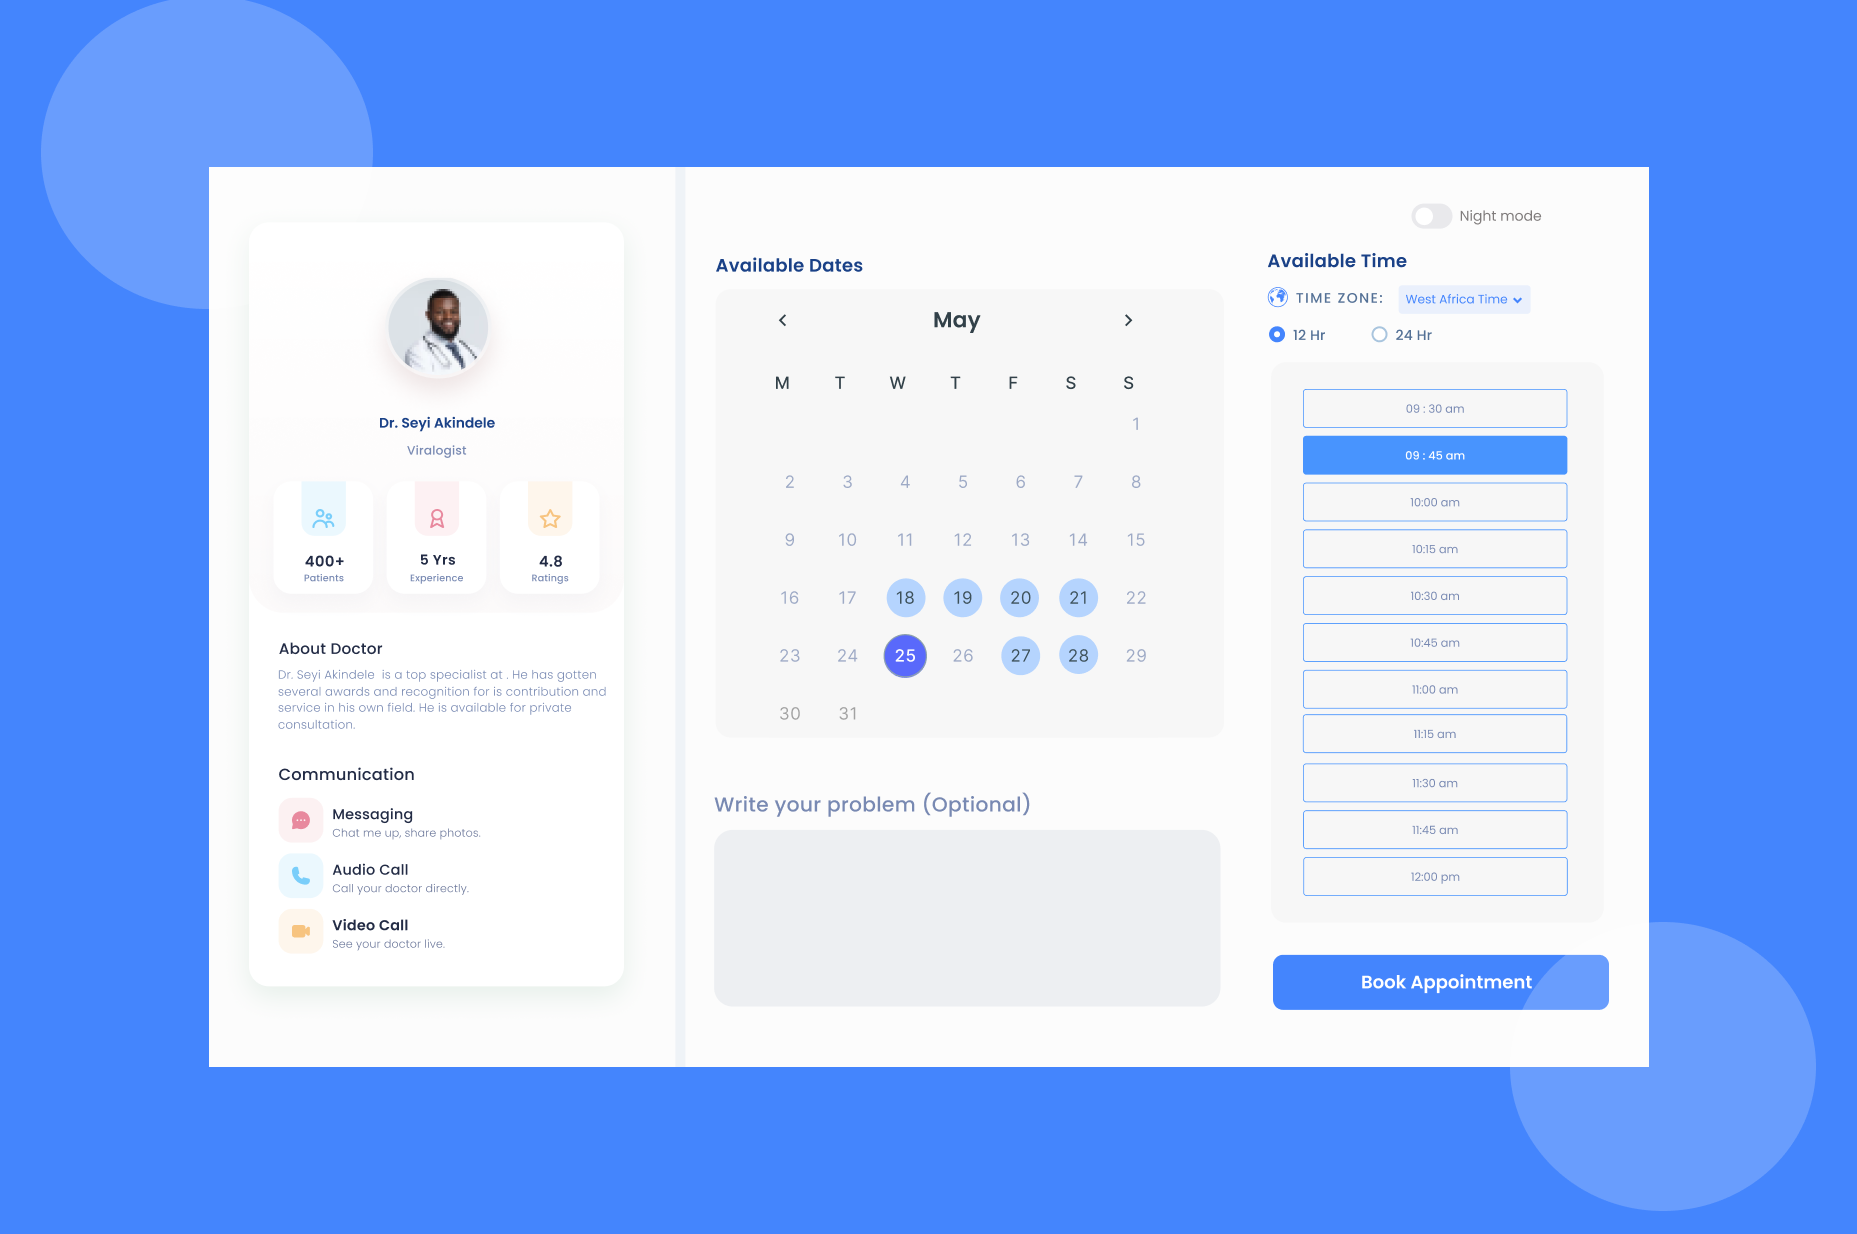 Dr. Seyi Akindele
Viralogist
400+
Patients
5 Yrs
Experience
4.8
Ratings
About Doctor
Dr. Seyi Akindele is a top specialist at . He has gotten
several awards and recognition for is contribution and
service in his own field. He is available for private
consultation.
Communication
Messaging
Chat me up, share photos.
Audio Call
Call your doctor directly.
Video Call
See your doctor live.
Available Dates
May
M T W T F S S
1
2 3 4 5 6 7 8
9 10 11 12 13 14 15
16 17 18 19 20 21 22
23 24 25 26 27 28 29
30 31
Write your problem (Optional)
Night mode
Available Time
TIME ZONE: West Africa Time
12 Hr 24 Hr
09 : 30 am
09 : 45 am
10:00 am
10:15 am
10:30 am
10:45 am
11:00 am
11:15 am
11:30 am
11:45 am
12:00 pm
Book Appointment